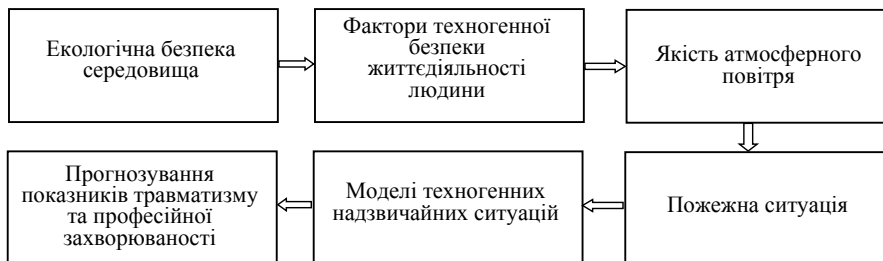 Екологічна безпека
середовища
Фактори техногенної
безпеки
життєдіяльності
людини
Якість атмосферного
повітря
Прогнозування
показників травматизму
та професійної
захворюваності
Моделі техногенних
надзвичайних ситуацій
Пожежна ситуація